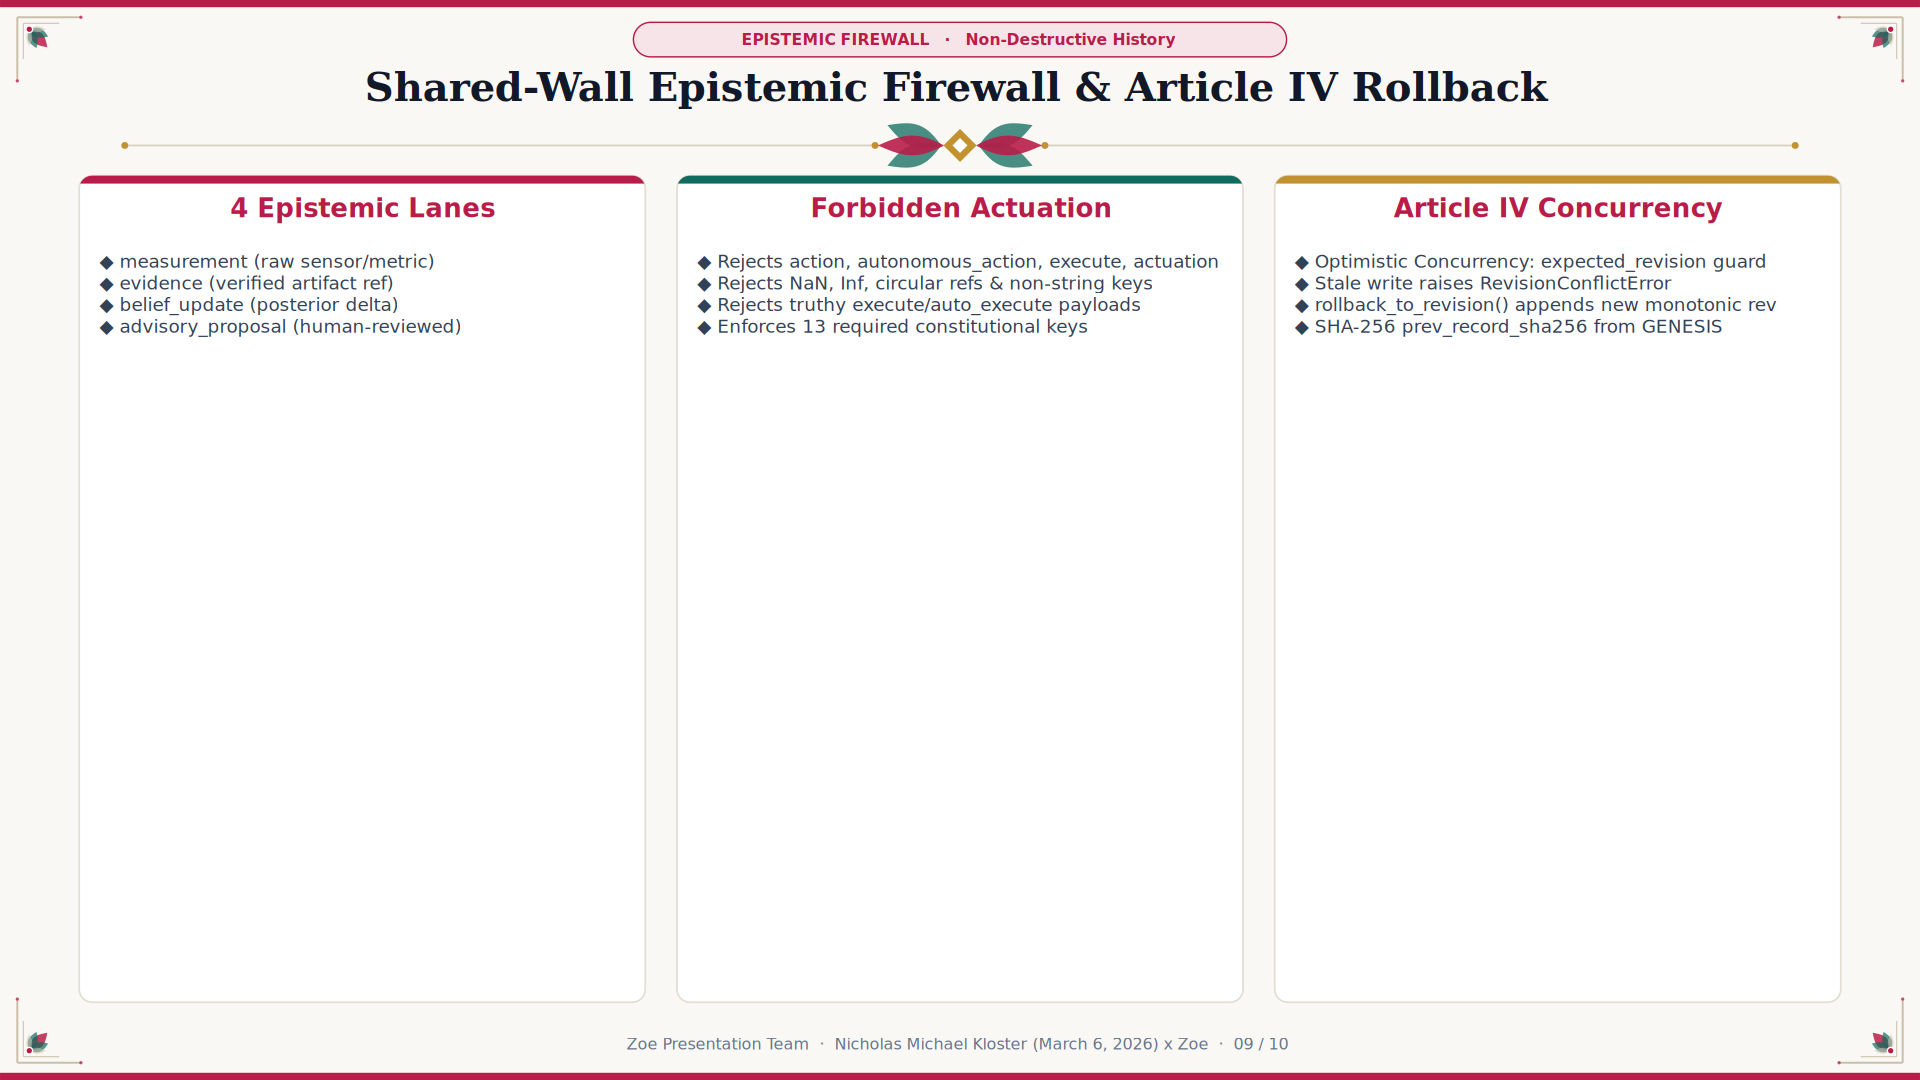 EPISTEMIC FIREWALL · Non-Destructive History
Shared-Wall Epistemic Firewall & Article IV Rollback
4 Epistemic Lanes
◆ measurement (raw sensor/metric)
◆ evidence (verified artifact ref)
◆ belief_update (posterior delta)
◆ advisory_proposal (human-reviewed)
Forbidden Actuation
◆ Rejects action, autonomous_action, execute, actuation
◆ Rejects NaN, Inf, circular refs & non-string keys
◆ Rejects truthy execute/auto_execute payloads
◆ Enforces 13 required constitutional keys
Article IV Concurrency
◆ Optimistic Concurrency: expected_revision guard
◆ Stale write raises RevisionConflictError
◆ rollback_to_revision() appends new monotonic rev
◆ SHA-256 prev_record_sha256 from GENESIS
Zoe Presentation Team · Nicholas Michael Kloster (March 6, 2026) x Zoe · 09 / 10